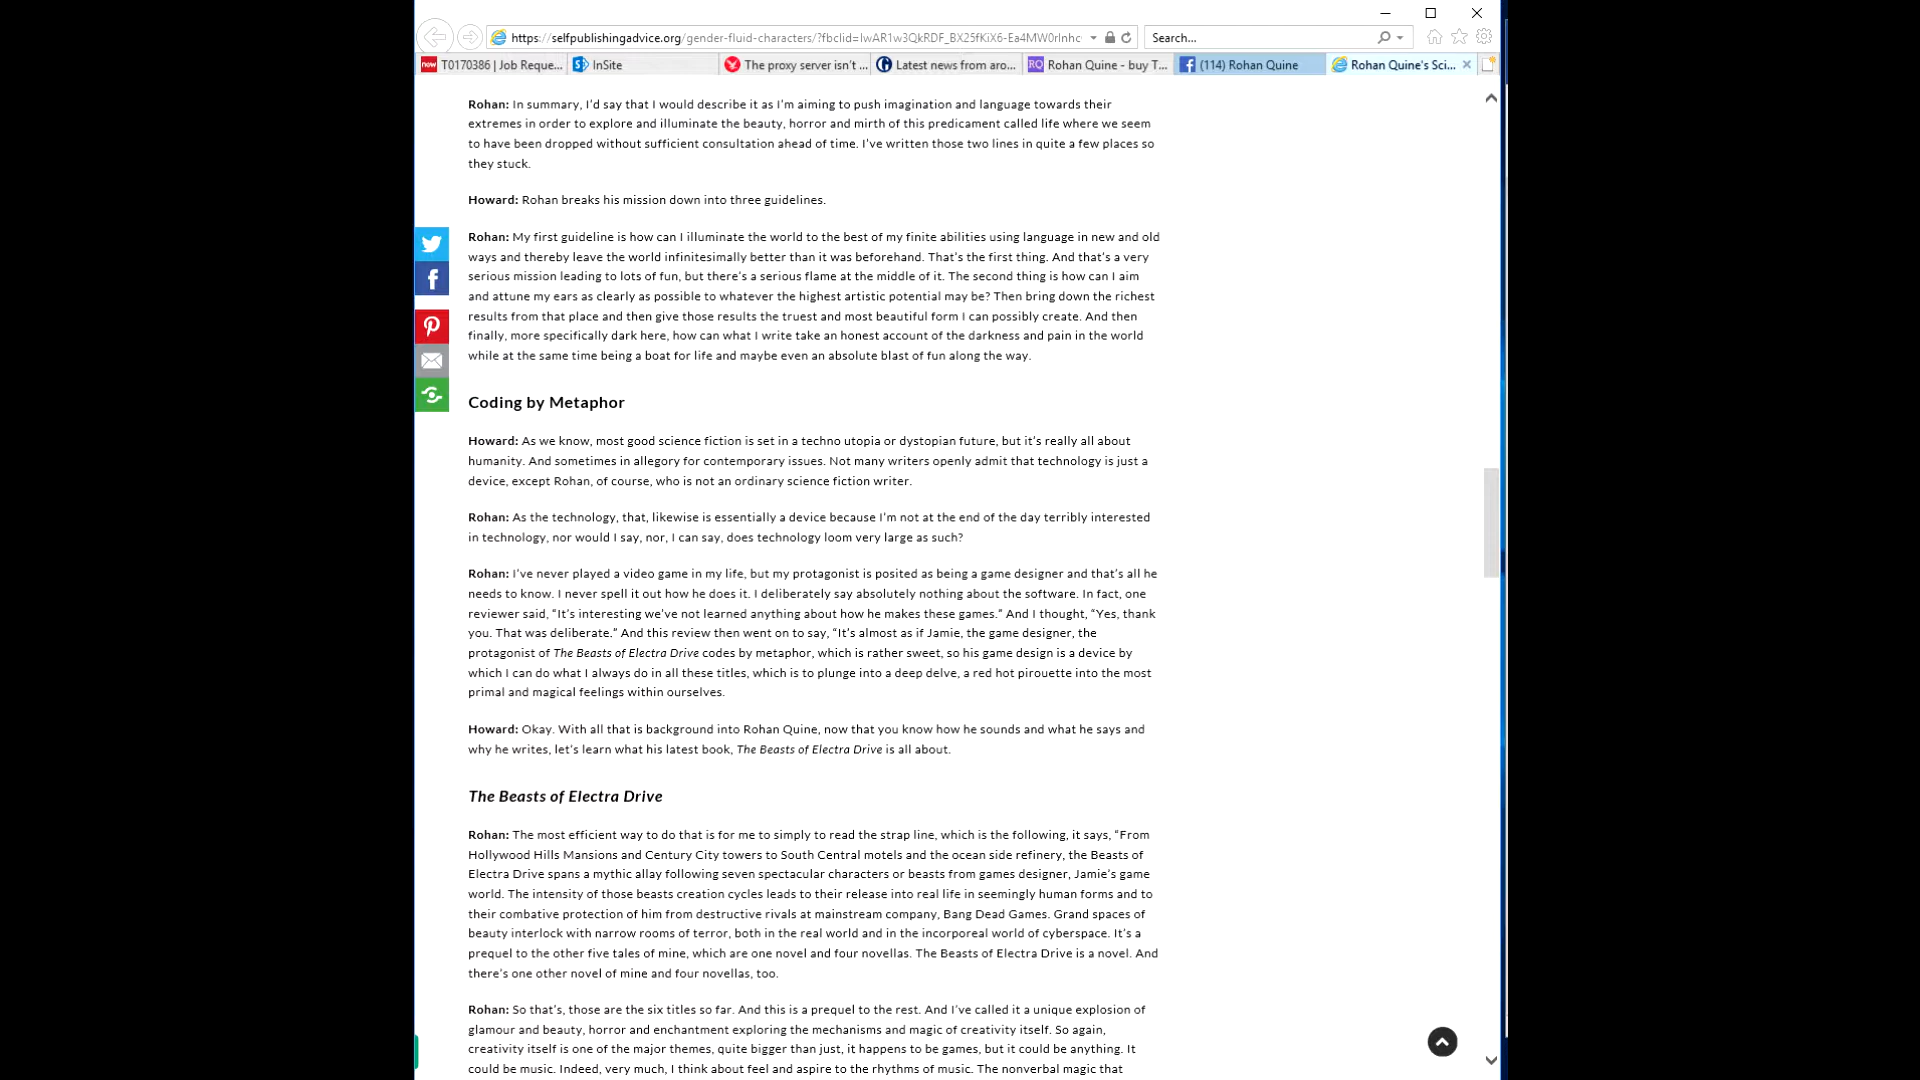 https://selfpublishingadvice.org/gender-fluid-characters/?fbclid=IwAR1w3QkRDF_BX25fKiX6-Ea4MW0rInhc
Search...
T0170386 | Job Reque...
InSite
The proxy server isn't ...
Latest news from aro...
RQ Rohan Quine - buy T...
(114) Rohan Quine
Rohan Quine's Sci...
Rohan: In summary, I'd say that I would describe it as I'm aiming to push imagination and language towards their
extremes in order to explore and illuminate the beauty, horror and mirth of this predicament called life where we seem
to have been dropped without sufficient consultation ahead of time. I've written those two lines in quite a few places so
they stuck.
Howard: Rohan breaks his mission down into three guidelines.
Rohan: My first guideline is how can I illuminate the world to the best of my finite abilities using language in new and old
ways and thereby leave the world infinitesimally better than it was beforehand. That's the first thing. And that's a very
serious mission leading to lots of fun, but there's a serious flame at the middle of it. The second thing is how can I aim
and attune my ears as clearly as possible to whatever the highest artistic potential may be? Then bring down the richest
results from that place and then give those results the truest and most beautiful form I can possibly create. And then
finally, more specifically dark here, how can what I write take an honest account of the darkness and pain in the world
while at the same time being a boat for life and maybe even an absolute blast of fun along the way.
Coding by Metaphor
Howard: As we know, most good science fiction is set in a techno utopia or dystopian future, but it's really all about
humanity. And sometimes in allegory for contemporary issues. Not many writers openly admit that technology is just a
device, except Rohan, of course, who is not an ordinary science fiction writer.
Rohan: As the technology, that, likewise is essentially a device because I'm not at the end of the day terribly interested
in technology, nor would I say, nor, I can say, does technology loom very large as such?
Rohan: I've never played a video game in my life, but my protagonist is posited as being a game designer and that's all he
needs to know. I never spell it out how he does it. I deliberately say absolutely nothing about the software. In fact, one
reviewer said, “It's interesting we've not learned anything about how he makes these games.” And I thought, “Yes, thank
you. That was deliberate.” And this review then went on to say, “It's almost as if Jamie, the game designer, the
protagonist of The Beasts of Electra Drive codes by metaphor, which is rather sweet, so his game design is a device by
which I can do what I always do in all these titles, which is to plunge into a deep delve, a red hot pirouette into the most
primal and magical feelings within ourselves.
Howard: Okay. With all that is background into Rohan Quine, now that you know how he sounds and what he says and
why he writes, let's learn what his latest book, The Beasts of Electra Drive is all about.
The Beasts of Electra Drive
Rohan: The most efficient way to do that is for me to simply to read the strap line, which is the following, it says, “From
Hollywood Hills Mansions and Century City towers to South Central motels and the ocean side refinery, the Beasts of
Electra Drive spans a mythic allay following seven spectacular characters or beasts from games designer, Jamie's game
world. The intensity of those beasts creation cycles leads to their release into real life in seemingly human forms and to
their combative protection of him from destructive rivals at mainstream company, Bang Dead Games. Grand spaces of
beauty interlock with narrow rooms of terror, both in the real world and in the incorporeal world of cyberspace. It's a
prequel to the other five tales of mine, which are one novel and four novellas. The Beasts of Electra Drive is a novel. And
there's one other novel of mine and four novellas, too.
Rohan: So that's, those are the six titles so far. And this is a prequel to the rest. And I've called it a unique explosion of
glamour and beauty, horror and enchantment exploring the mechanisms and magic of creativity itself. So again,
creativity itself is one of the major themes, quite bigger than just, it happens to be games, but it could be anything. It
could be music. Indeed, very much, I think about feel and aspire to the rhythms of music. The nonverbal magic that